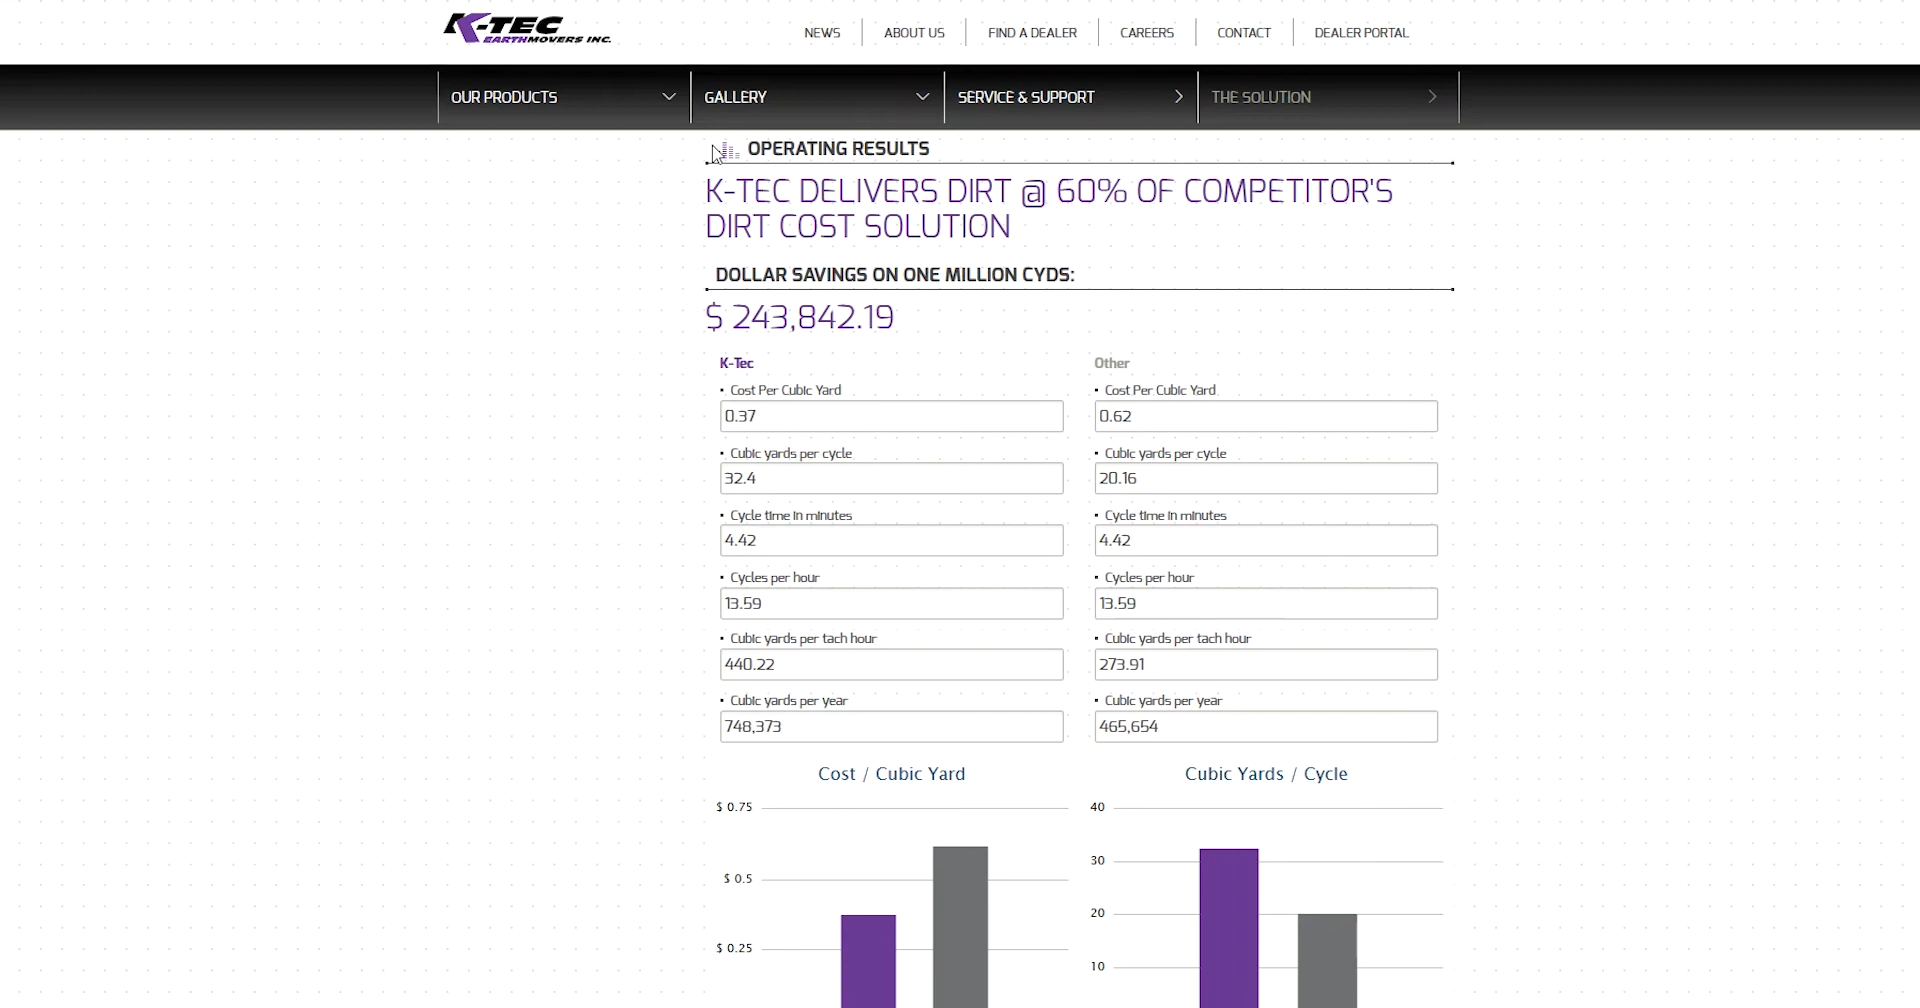 K-TEC
EARTHMOVERS INC.
NEWS
ABOUT US
FIND A DEALER
CAREERS
CONTACT
DEALER PORTAL
OUR PRODUCTS
GALLERY
SERVICE & SUPPORT
THE SOLUTION
OPERATING RESULTS
K-TEC DELIVERS DIRT @ 60% OF COMPETITOR'S
DIRT COST SOLUTION
DOLLAR SAVINGS ON ONE MILLION CYDS:
$ 243,842.19
K-Tec
Other
Cost Per Cubic Yard
Cost Per Cubic Yard
0.37
0.62
Cubic yards per cycle
Cubic yards per cycle
32.4
20.16
Cycle time in minutes
Cycle time in minutes
4.42
4.42
Cycles per hour
Cycles per hour
13.59
13.59
Cubic yards per tach hour
Cubic yards per tach hour
440.22
273.91
Cubic yards per year
Cubic yards per year
748,373
465,654
Cost / Cubic Yard
Cubic Yards / Cycle
$ 0.75
$ 0.5
$ 0.25
40
30
20
10